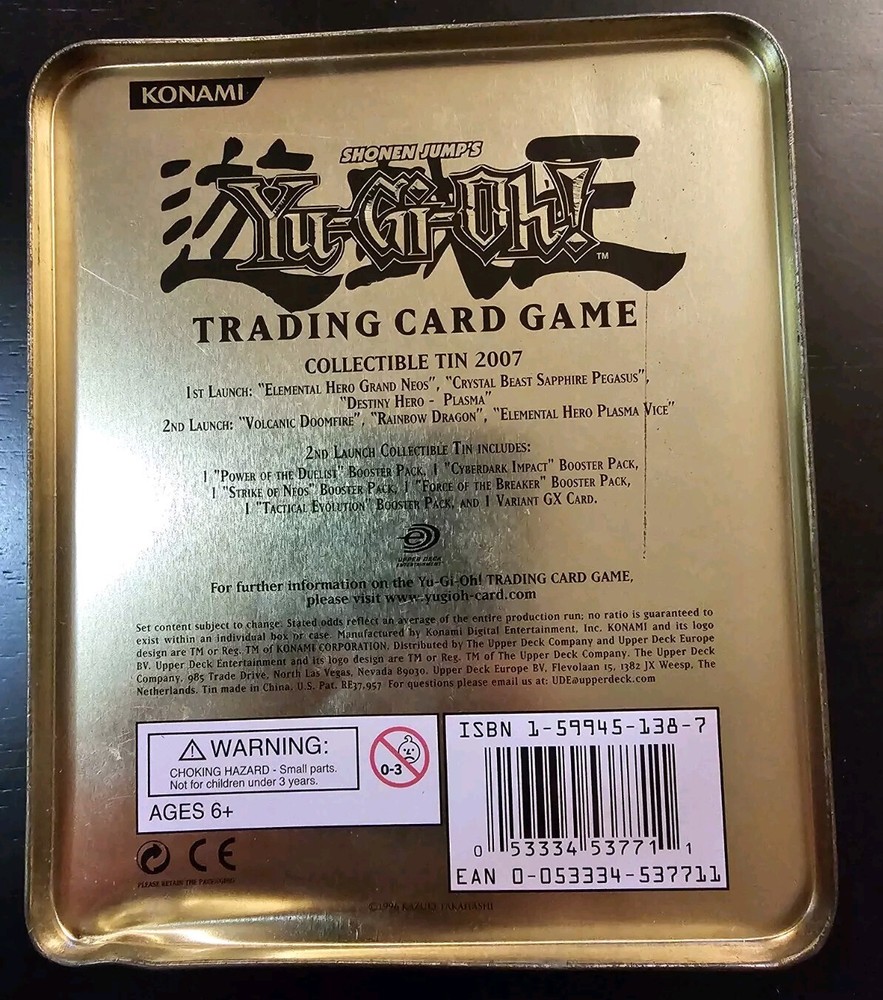 KONAMI
SHONEN JUMP'S
遊戯王
Yu-Gi-Oh!
TM
TRADING CARD GAME
COLLECTIBLE TIN 2007
1ST LAUNCH: "ELEMENTAL HERO GRAND NEOS", "CRYSTAL BEAST SAPPHIRE PEGASUS",
"DESTINY HERO - PLASMA"
2ND LAUNCH: "VOLCANIC DOOMFIRE", "RAINBOW DRAGON", "ELEMENTAL HERO PLASMA VICE"
2ND LAUNCH COLLECTIBLE TIN INCLUDES:
1 "POWER OF THE DUELIST" BOOSTER PACK, 1 "CYBERDARK IMPACT" BOOSTER PACK,
1 "STRIKE OF NEOS" BOOSTER PACK, 1 "FORCE OF THE BREAKER" BOOSTER PACK,
1 "TACTICAL EVOLUTION" BOOSTER PACK, AND 1 VARIANT GX CARD.
UPPER DECK
ENTERTAINMENT
For further information on the Yu-Gi-Oh! TRADING CARD GAME,
please visit www.yugioh-card.com
Set content subject to change. Stated odds reflect an average of the entire production run; no ratio is guaranteed to
exist within an individual box or case. Manufactured by Konami Digital Entertainment, Inc. KONAMI and its logo
design are TM or Reg. TM of KONAMI CORPORATION. Distributed by The Upper Deck Company and Upper Deck Europe
BV. Upper Deck Entertainment and its logo design are TM or Reg. TM of The Upper Deck Company. The Upper Deck
Company, 985 Trade Drive, North Las Vegas, Nevada 89030. Upper Deck Europe BV, Flevolaan 15, 1382 JX Weesp, The
Netherlands. Tin made in China. U.S. Pat. RE37,957 For questions please email us at: UDE@upperdeck.com
WARNING:
CHOKING HAZARD - Small parts.
Not for children under 3 years.
0-3
AGES 6+
CE
PLEASE RETAIN THE PACKAGING
ISBN 1-59945-138-7
0 53334 53771 1
EAN 0-053334-537711
©1996 KAZUKI TAKAHASHI